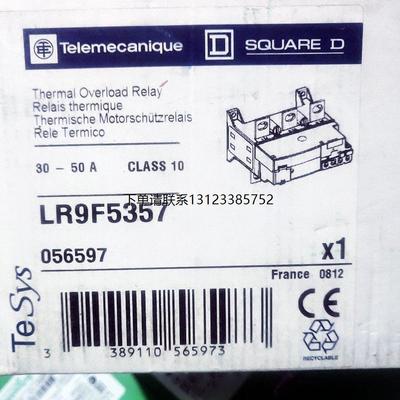 Telemecanique
SQUARE D
Thermal Overload Relay
Relais thermique
Thermische Motorschützrelais
Rele Termico
30 - 50 A CLASS 10
下单请联系13123385752
LR9F5357
056597
x1
France 0812
TeSys
3 389110 565973
CE
RECYCLABLE